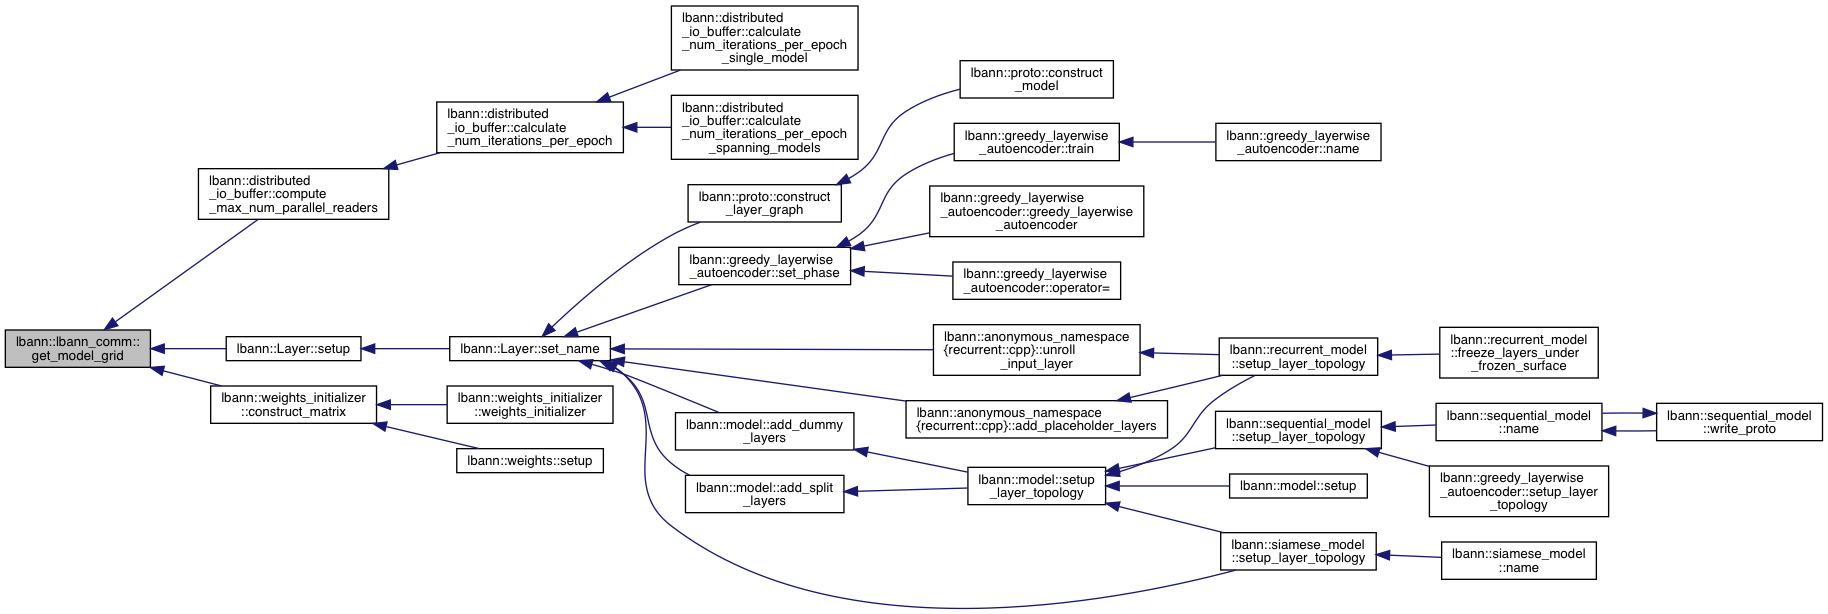 lbann::lbann_comm::
get_model_grid
lbann::distributed
_io_buffer::compute
_max_num_parallel_readers
lbann::Layer::setup
lbann::weights_initializer
::construct_matrix
lbann::distributed
_io_buffer::calculate
_num_iterations_per_epoch
lbann::Layer::set_name
lbann::weights_initializer
::weights_initializer
lbann::weights::setup
lbann::distributed
_io_buffer::calculate
_num_iterations_per_epoch
_single_model
lbann::distributed
_io_buffer::calculate
_num_iterations_per_epoch
_spanning_models
lbann::proto::construct
_layer_graph
lbann::greedy_layerwise
_autoencoder::set_phase
lbann::model::add_dummy
_layers
lbann::model::add_split
_layers
lbann::proto::construct
_model
lbann::greedy_layerwise
_autoencoder::train
lbann::greedy_layerwise
_autoencoder::greedy_layerwise
_autoencoder
lbann::greedy_layerwise
_autoencoder::operator=
lbann::anonymous_namespace
{recurrent::cpp}::unroll
_input_layer
lbann::anonymous_namespace
{recurrent::cpp}::add_placeholder_layers
lbann::model::setup
_layer_topology
lbann::greedy_layerwise
_autoencoder::name
lbann::recurrent_model
::setup_layer_topology
lbann::sequential_model
::setup_layer_topology
lbann::model::setup
lbann::siamese_model
::setup_layer_topology
lbann::recurrent_model
::freeze_layers_under
_frozen_surface
lbann::sequential_model
::name
lbann::greedy_layerwise
_autoencoder::setup_layer
_topology
lbann::siamese_model
::name
lbann::sequential_model
::write_proto